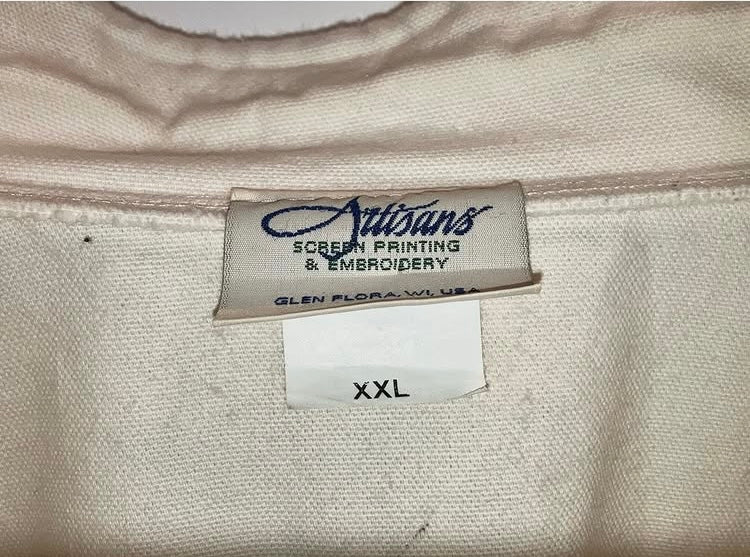 Artisans
SCREEN PRINTING
& EMBROIDERY
GLEN FLORA, WI, USA
XXL